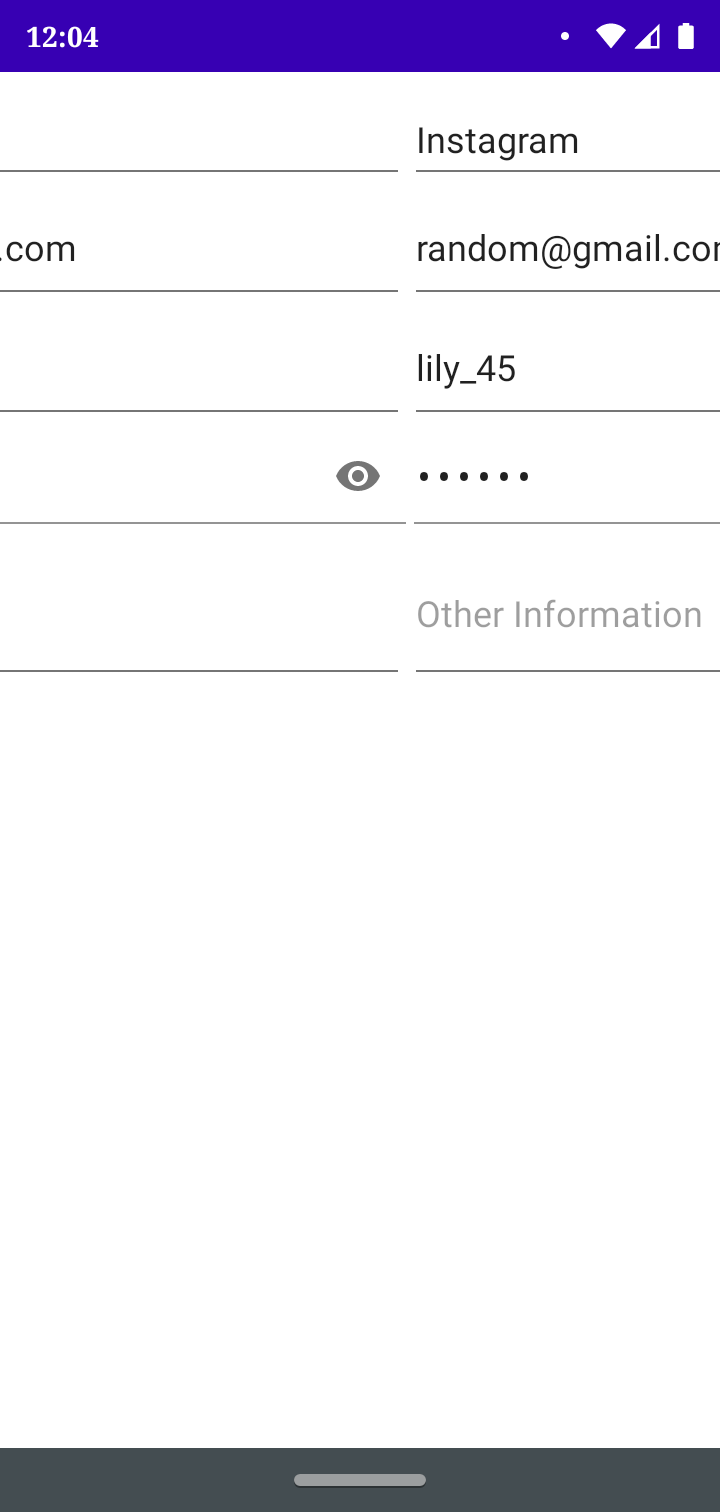 12:04
Instagram
.com random@gmail.co
lily_45
••••••
Other Information